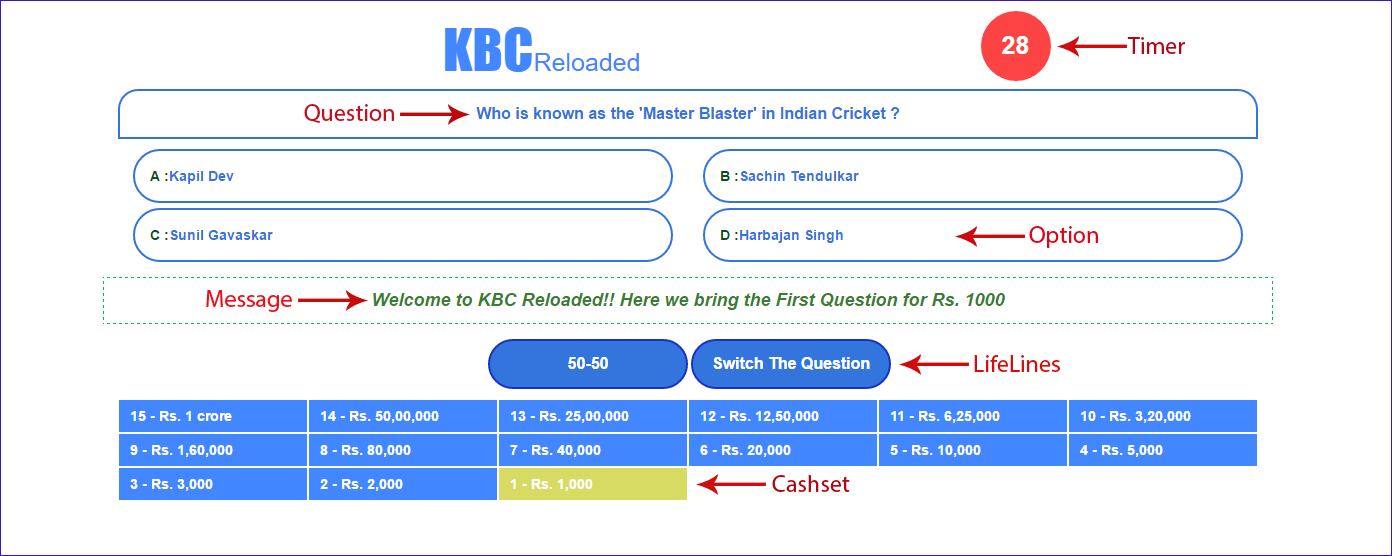 KBC Reloaded
28
Timer
Question
Who is known as the 'Master Blaster' in Indian Cricket ?
A :Kapil Dev
B :Sachin Tendulkar
C :Sunil Gavaskar
D :Harbajan Singh
Option
Message
Welcome to KBC Reloaded!! Here we bring the First Question for Rs. 1000
50-50
Switch The Question
LifeLines
15 - Rs. 1 crore
14 - Rs. 50,00,000
13 - Rs. 25,00,000
12 - Rs. 12,50,000
11 - Rs. 6,25,000
10 - Rs. 3,20,000
9 - Rs. 1,60,000
8 - Rs. 80,000
7 - Rs. 40,000
6 - Rs. 20,000
5 - Rs. 10,000
4 - Rs. 5,000
3 - Rs. 3,000
2 - Rs. 2,000
1 - Rs. 1,000
Cashset